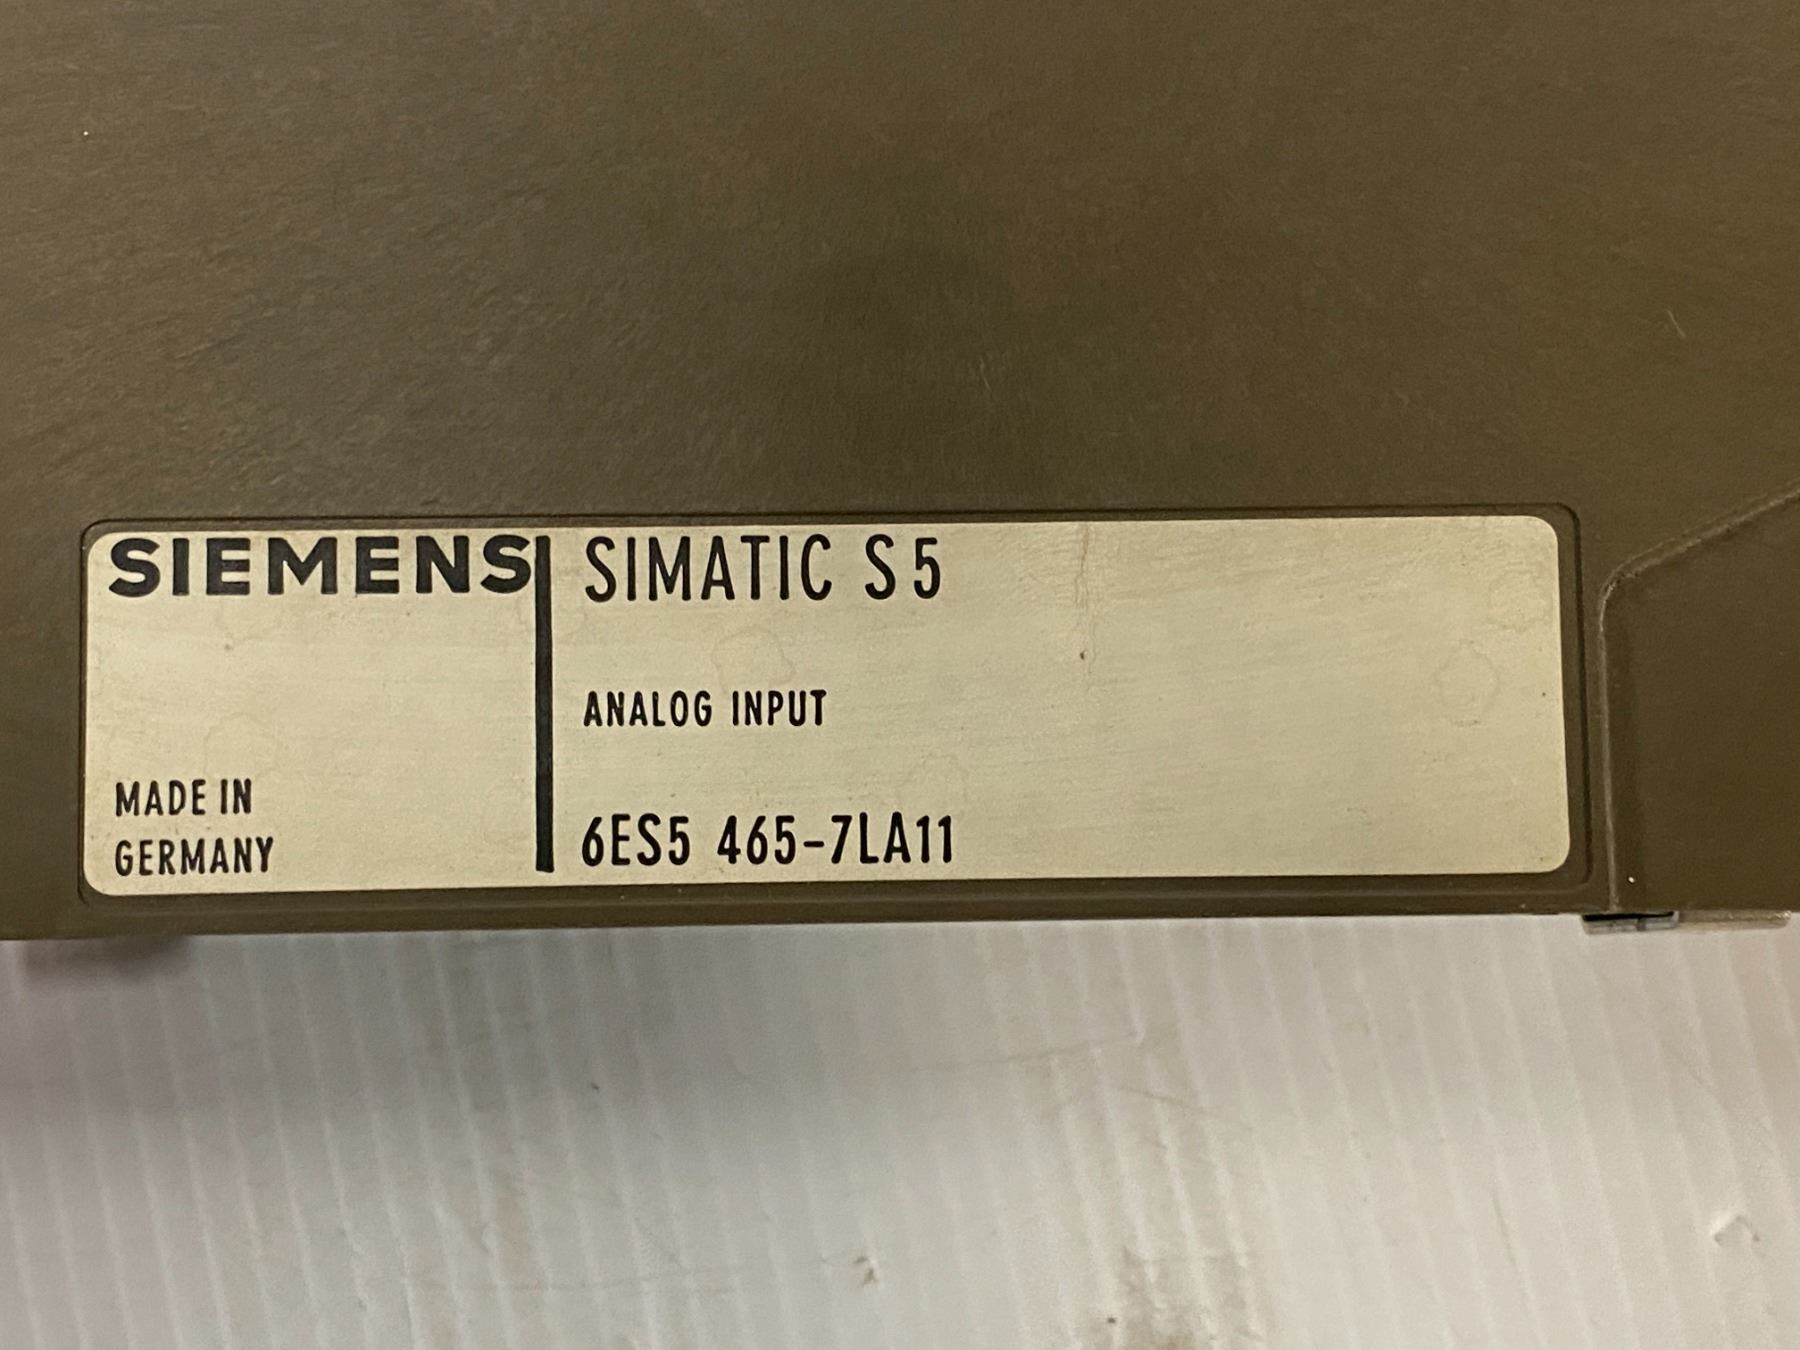 SIEMENS
MADE IN
GERMANY
SIMATIC S5
ANALOG INPUT
6ES5 465-7LA11